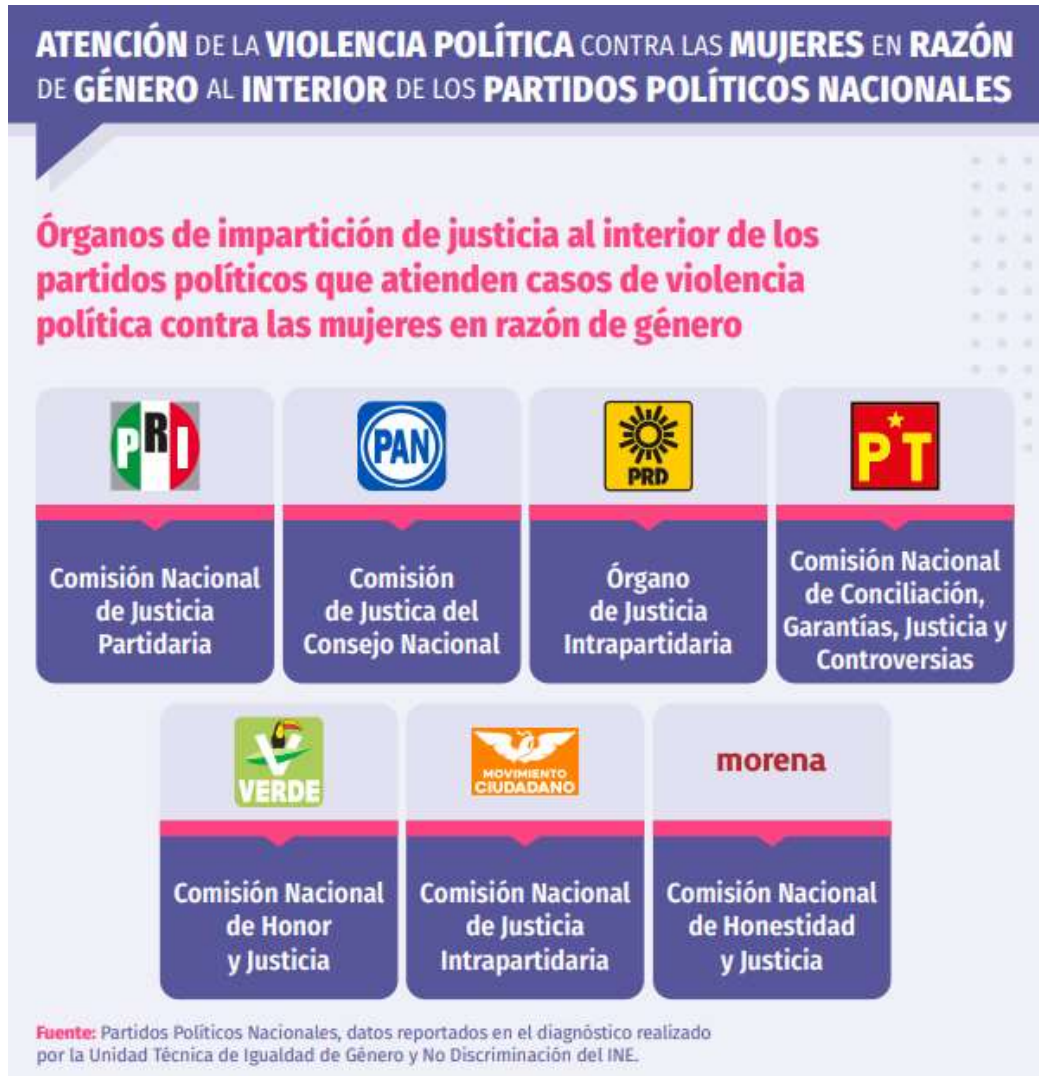 ATENCIÓN DE LA VIOLENCIA POLÍTICA CONTRA LAS MUJERES EN RAZÓN
DE GÉNERO AL INTERIOR DE LOS PARTIDOS POLÍTICOS NACIONALES
Órganos de impartición de justicia al interior de los
partidos políticos que atienden casos de violencia
política contra las mujeres en razón de género
PRI
Comisión Nacional
de Justicia
Partidaria
PAN
Comisión
de Justica del
Consejo Nacional
PRD
Órgano
de Justicia
Intrapartidaria
PT
Comisión Nacional
de Conciliación,
Garantías, Justicia y
Controversias
VERDE
Comisión Nacional
de Honor
y Justicia
MOVIMIENTO
CIUDADANO
Comisión Nacional
de Justicia
Intrapartidaria
morena
Comisión Nacional
de Honestidad
y Justicia
Fuente: Partidos Políticos Nacionales, datos reportados en el diagnóstico realizado
por la Unidad Técnica de Igualdad de Género y No Discriminación del INE.